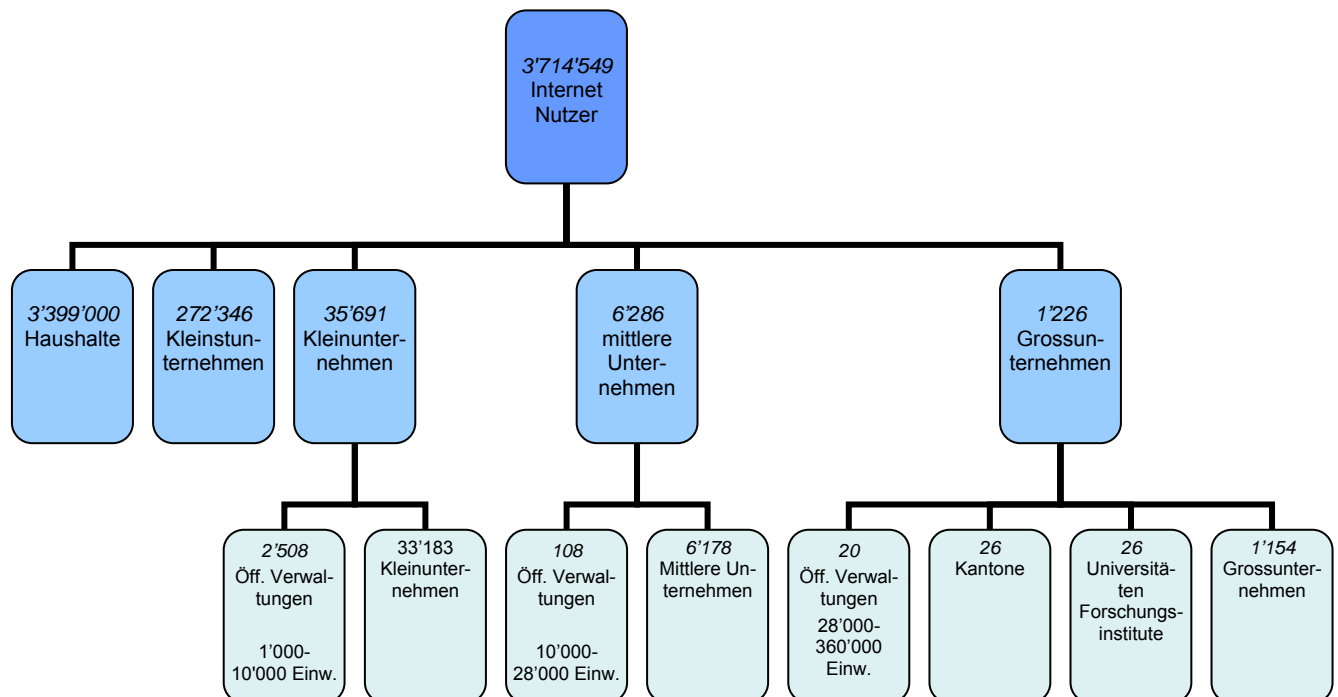 3'714'549
Internet
Nutzer
3’399’000
Haushalte
272’346
Kleinstun-
ternehmen
35’691
Kleinunter-
nehmen
6’286
mittlere
Unter-
nehmen
1’226
Grossun-
ternehmen
2’508
Öff. Verwal-
tungen
1’000-
10'000 Einw.
33’183
Kleinunter-
nehmen
108
Öff. Verwal-
tungen
10’000-
28’000 Einw.
6’178
Mittlere Un-
ternehmen
20
Öff. Verwal-
tungen
28’000-
360’000
Einw.
26
Kantone
26
Universitä-
ten
Forschungs-
institute
1’154
Grossunter-
nehmen